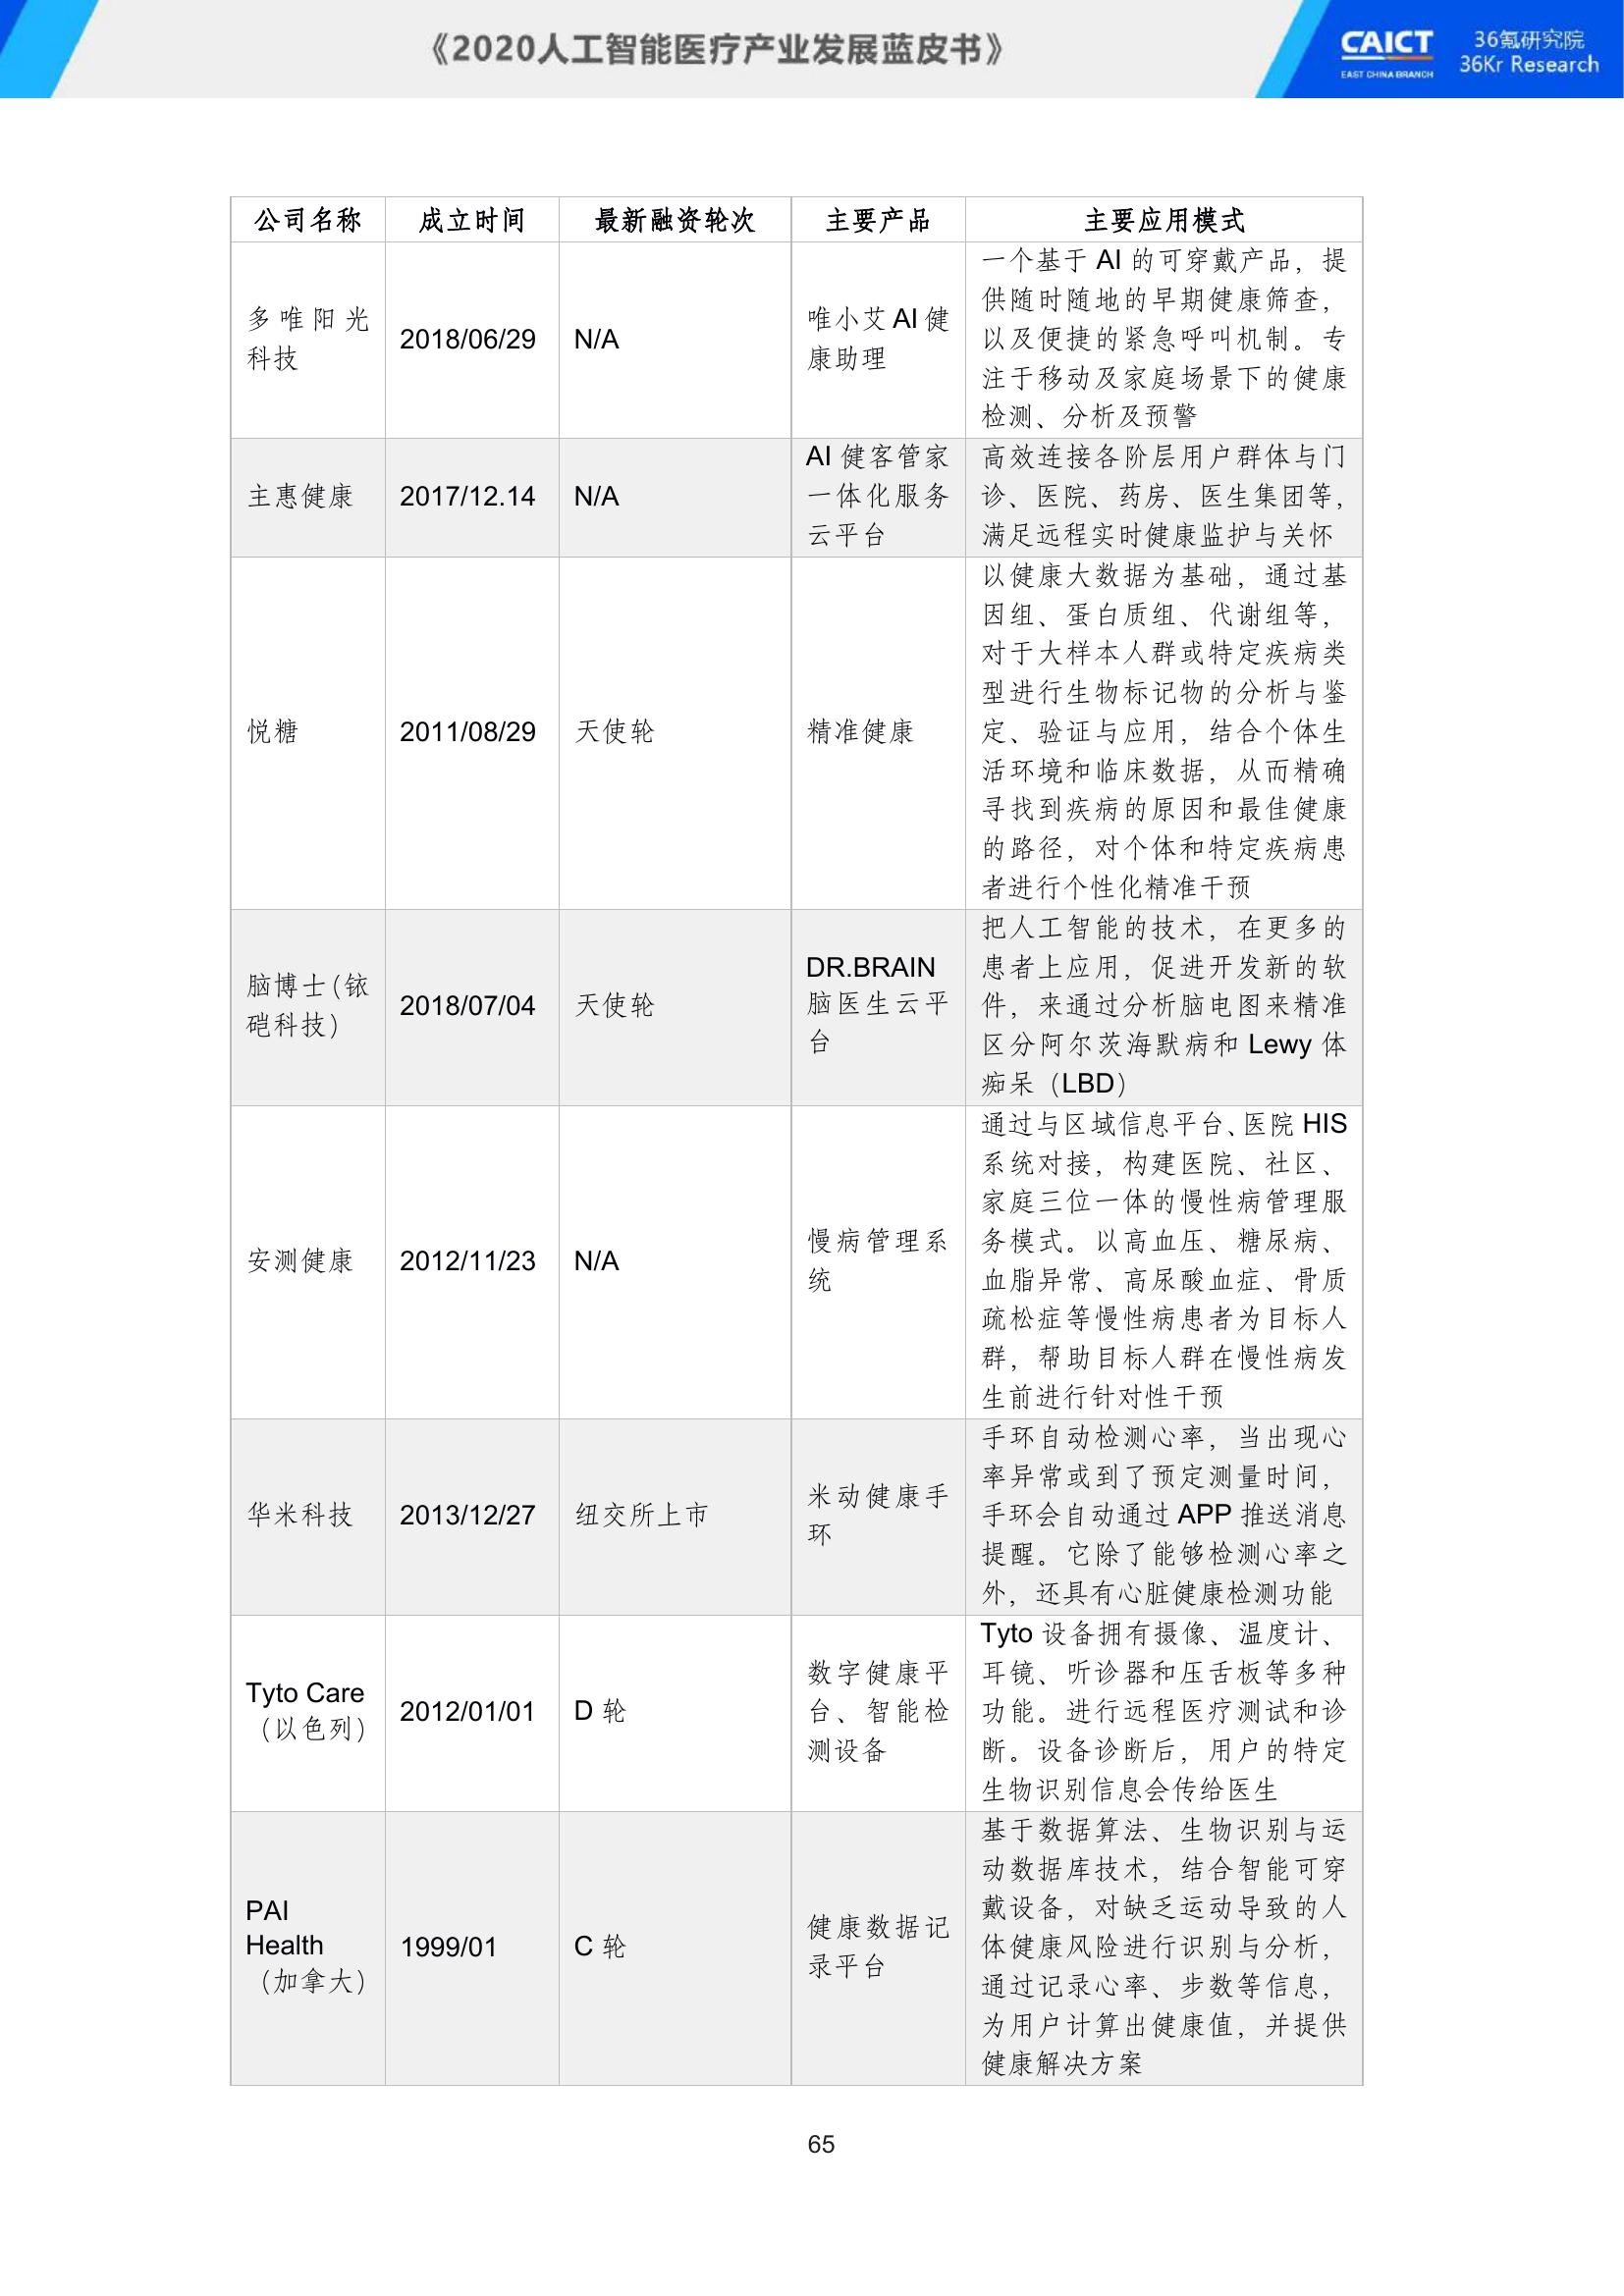 《2020人工智能医疗产业发展蓝皮书》
CAICT
EAST CHINA BRANCH
36氪研究院
36Kr Research
公司名称
成立时间
最新融资轮次
主要产品
主要应用模式
多唯阳光
科技
2018/06/29
N/A
唯小艾AI健
康助理
一个基于 AI 的可穿戴产品，提
供随时随地的早期健康筛查，
以及便捷的紧急呼叫机制。专
注于移动及家庭场景下的健康
检测、分析及预警
主惠健康
2017/12.14
N/A
AI 健客管家
一体化服务
云平台
高效连接各阶层用户群体与门
诊、医院、药房、医生集团等，
满足远程实时健康监护与关怀
悦糖
2011/08/29
天使轮
精准健康
以健康大数据为基础，通过基
因组、蛋白质组、代谢组等，
对于大样本人群或特定疾病类
型进行生物标记物的分析与鉴
定、验证与应用，结合个体生
活环境和临床数据，从而精确
寻找到疾病的原因和最佳健康
的路径，对个体和特定疾病患
者进行个性化精准干预
脑博士(铱
硙科技)
2018/07/04
天使轮
DR.BRAIN
脑医生云平
台
把人工智能的技术，在更多的
患者上应用，促进开发新的软
件，来通过分析脑电图来精准
区分阿尔茨海默病和 Lewy 体
痴呆（LBD）
安测健康
2012/11/23
N/A
慢病管理系
统
通过与区域信息平台、医院 HIS
系统对接，构建医院、社区、
家庭三位一体的慢性病管理服
务模式。以高血压、糖尿病、
血脂异常、高尿酸血症、骨质
疏松症等慢性病患者为目标人
群，帮助目标人群在慢性病发
生前进行针对性干预
华米科技
2013/12/27
纽交所上市
米动健康手
环
手环自动检测心率，当出现心
率异常或到了预定测量时间，
手环会自动通过 APP 推送消息
提醒。它除了能够检测心率之
外，还具有心脏健康检测功能
Tyto Care
（以色列）
2012/01/01
D 轮
数字健康平
台、智能检
测设备
Tyto 设备拥有摄像、温度计、
耳镜、听诊器和压舌板等多种
功能。进行远程医疗测试和诊
断。设备诊断后，用户的特定
生物识别信息会传给医生
PAI
Health
（加拿大）
1999/01
C 轮
健康数据记
录平台
基于数据算法、生物识别与运
动数据库技术，结合智能可穿
戴设备，对缺乏运动导致的人
体健康风险进行识别与分析，
通过记录心率、步数等信息，
为用户计算出健康值，并提供
健康解决方案
65